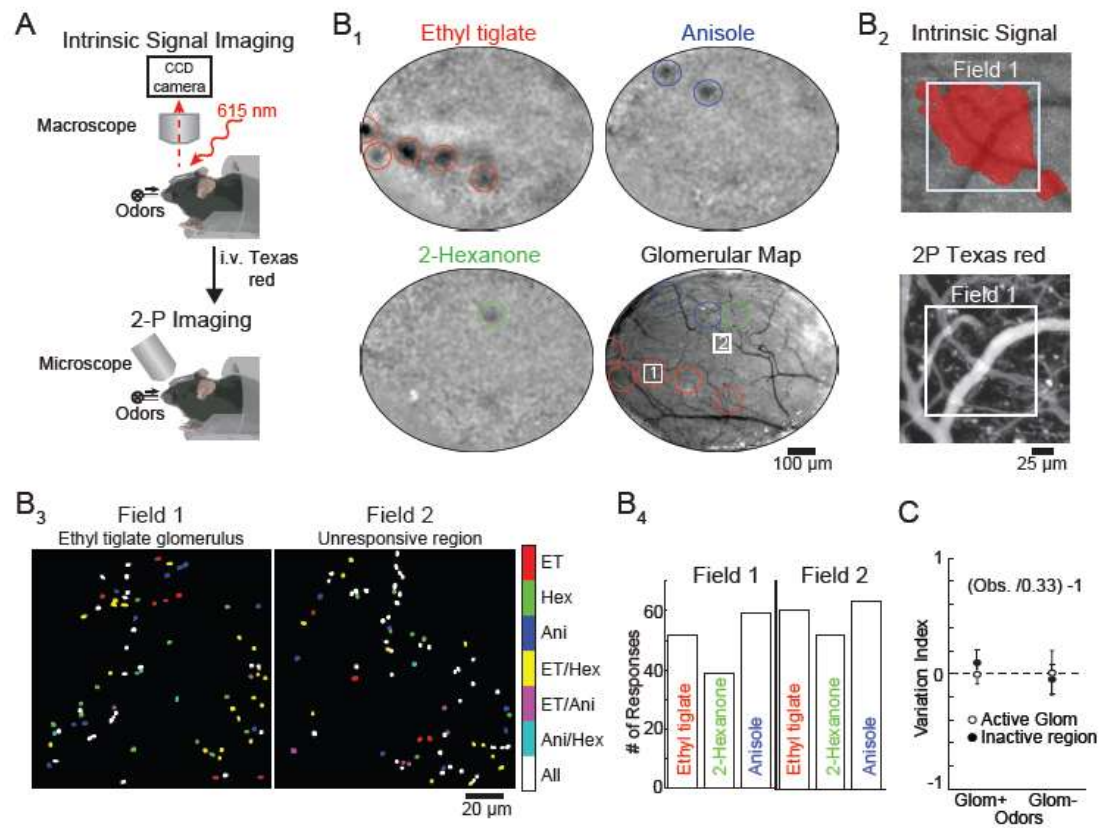 A
Intrinsic Signal Imaging
CCD
camera
Macroscope
615 nm
Odors
i.v. Texas
red
2-P Imaging
Microscope
Odors
B1
Ethyl tiglate
Anisole
2-Hexanone
Glomerular Map
1
2
100 µm
B2
Intrinsic Signal
Field 1
2P Texas red
Field 1
25 µm
B3
Field 1
Ethyl tiglate glomerulus
Field 2
Unresponsive region
ET
Hex
Ani
ET/Hex
ET/Ani
Ani/Hex
All
20 µm
B4
Field 1
Field 2
# of Responses
60
40
20
0
Ethyl tiglate
2-Hexanone
Anisole
Ethyl tiglate
2-Hexanone
Anisole
C
Variation Index
1
0
-1
(Obs. /0.33) -1
Active Glom
Inactive region
Glom+
Glom-
Odors